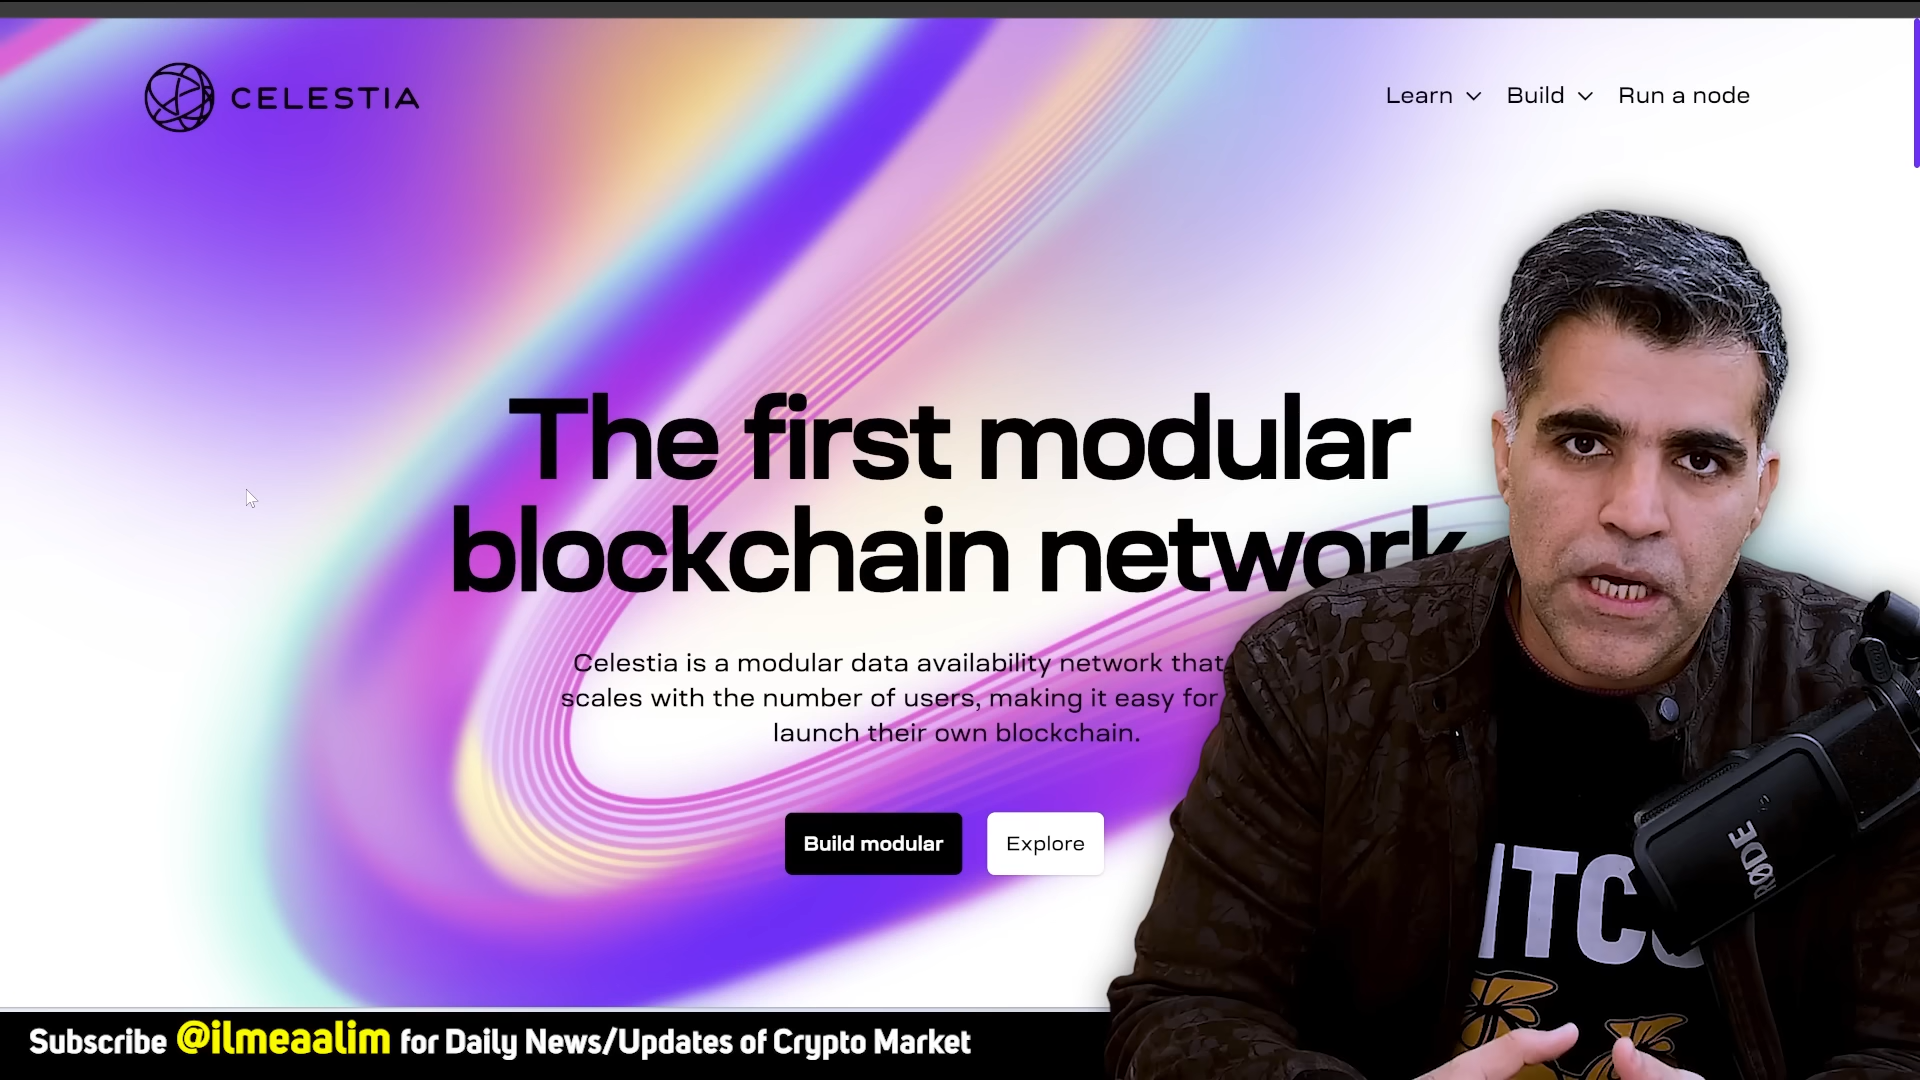 CELESTIA
Learn Build Run a node
The first modular
blockchain network
Celestia is a modular data availability network that
scales with the number of users, making it easy for
launch their own blockchain.
Build modular Explore
RØDE
ITCO
Subscribe @ilmeaalim for Daily News/Updates of Crypto Market